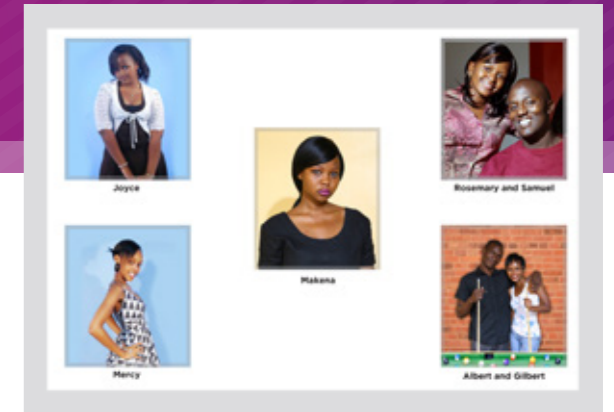 Joyce
Rosemary and Samuel
Makena
Mercy
Albert and Gilbert